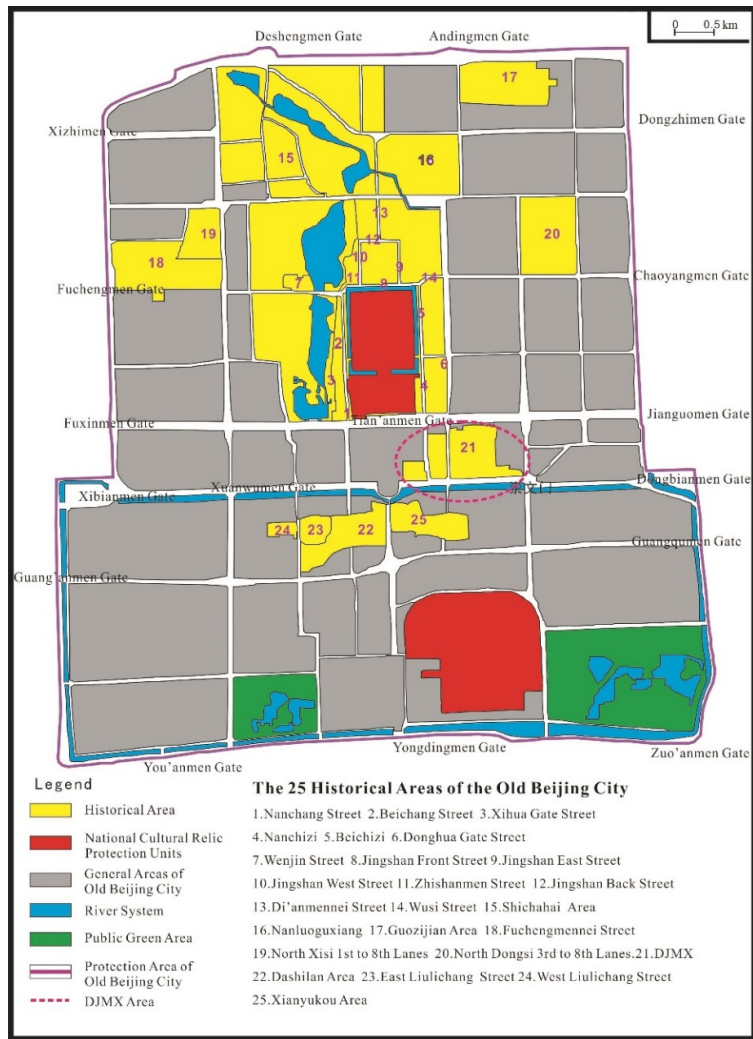 0 0.5 km
Deshengmen Gate Andingmen Gate
17
Dongzhimen Gate
Xizhimen Gate
15 16
13
19 20
12
10
18 7 11 9 14
Chaoyangmen Gate
8
Fuchengmen Gate
5
2
6
3 4
1
Tian'anmen Gate
Jianguomen Gate
Fuxinmen Gate
21
Dongbianmen Gate
Xuanwumen Gate
崇文门
Xibianmen Gate
24 23 22 25
Guangqumen Gate
Guang'anmen Gate
Yongdingmen Gate
Zuo'anmen Gate
You'anmen Gate
Legend
Historical Area
National Cultural Relic
Protection Units
General Areas of
Old Beijing City
River System
Public Green Area
Protection Area of
Old Beijing City
DJMX Area
The 25 Historical Areas of the Old Beijing City
1.Nanchang Street 2.Beichang Street 3.Xihua Gate Street
4.Nanchizi 5.Beichizi 6.Donghua Gate Street
7.Wenjin Street 8.Jingshan Front Street 9.Jingshan East Street
10.Jingshan West Street 11.Zhishanmen Street 12.Jingshan Back Street
13.Di'anmennei Street 14.Wusi Street 15.Shichahai Area
16.Nanluoguxiang 17.Guozijian Area 18.Fuchengmennei Street
19.North Xisi 1st to 8th Lanes 20.North Dongsi 3rd to 8th Lanes.21.DJMX
22.Dashilan Area 23.East Liulichang Street 24.West Liulichang Street
25.Xianyukou Area